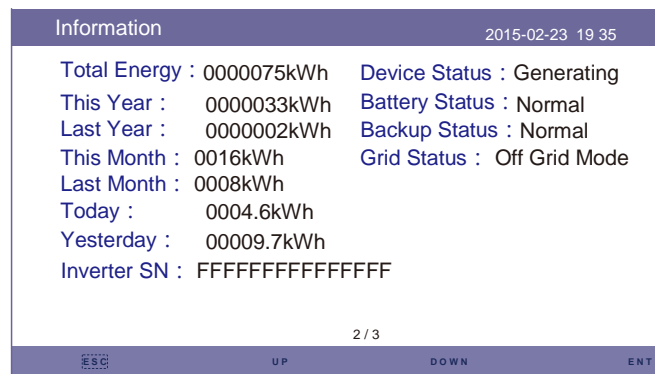 Information
2015-02-23 19 35
Total Energy : 0000075kWh
Device Status : Generating
This Year : 0000033kWh
Battery Status : Normal
Last Year : 0000002kWh
Backup Status : Normal
This Month : 0016kWh
Grid Status : Off Grid Mode
Last Month : 0008kWh
Today : 0004.6kWh
Yesterday : 00009.7kWh
Inverter SN : FFFFFFFFFFFFFFF
2 / 3
ESC UP DOWN ENT